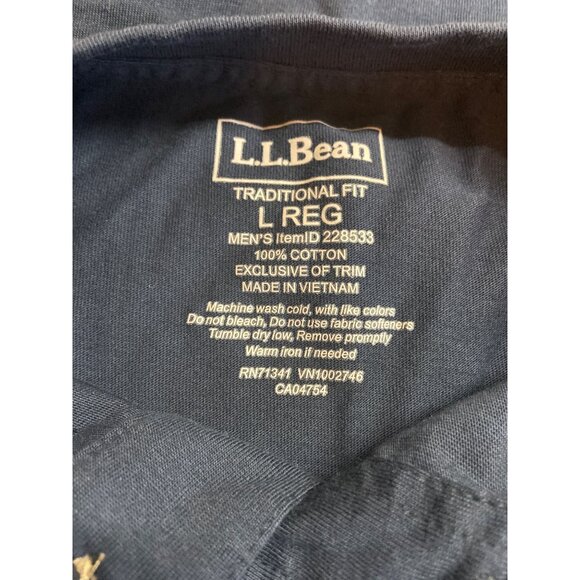 L.L.Bean
TRADITIONAL FIT
L REG
MEN'S ItemID 228533
100% COTTON
EXCLUSIVE OF TRIM
MADE IN VIETNAM
Machine wash cold, with like colors
Do not bleach, Do not use fabric softeners
Tumble dry low, Remove promptly
Warm iron if needed
RN71341 VN1002746
CA04754